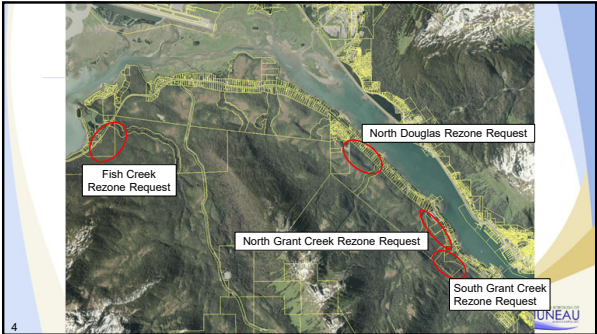 North Douglas Rezone Request
Fish Creek
Rezone Request
North Grant Creek Rezone Request
South Grant Creek
Rezone Request
JUNEAU
4